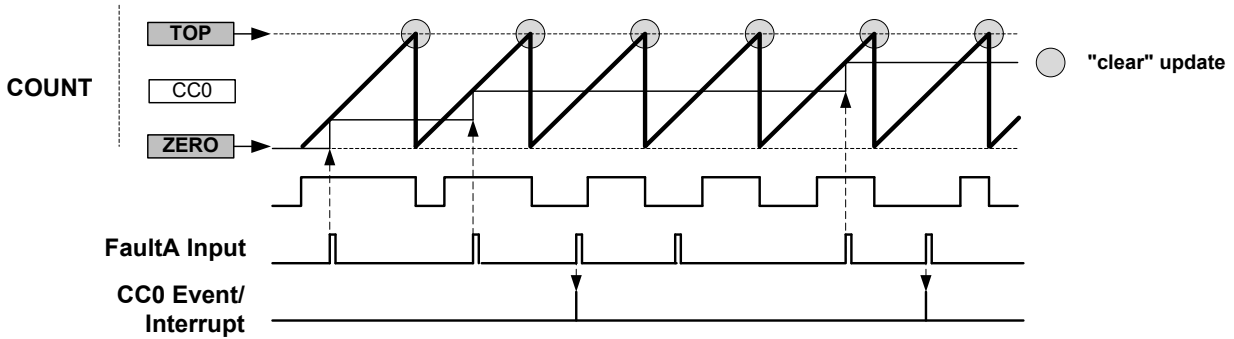 TOP
"clear" update
COUNT
CC0
ZERO
FaultA Input
CC0 Event/
Interrupt